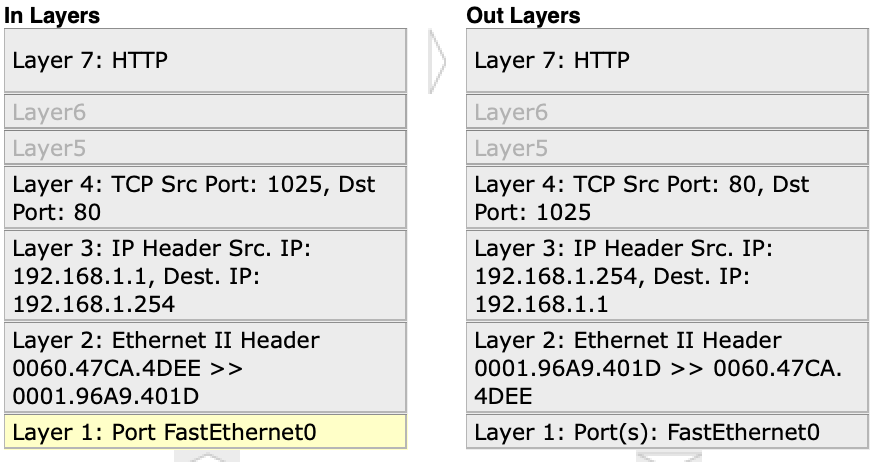 In Layers
Layer 7: HTTP
Layer6
Layer5
Layer 4: TCP Src Port: 1025, Dst
Port: 80
Layer 3: IP Header Src. IP:
192.168.1.1, Dest. IP:
192.168.1.254
Layer 2: Ethernet II Header
0060.47CA.4DEE >>
0001.96A9.401D
Layer 1: Port FastEthernet0
Out Layers
Layer 7: HTTP
Layer6
Layer5
Layer 4: TCP Src Port: 80, Dst
Port: 1025
Layer 3: IP Header Src. IP:
192.168.1.254, Dest. IP:
192.168.1.1
Layer 2: Ethernet II Header
0001.96A9.401D >> 0060.47CA.
4DEE
Layer 1: Port(s): FastEthernet0